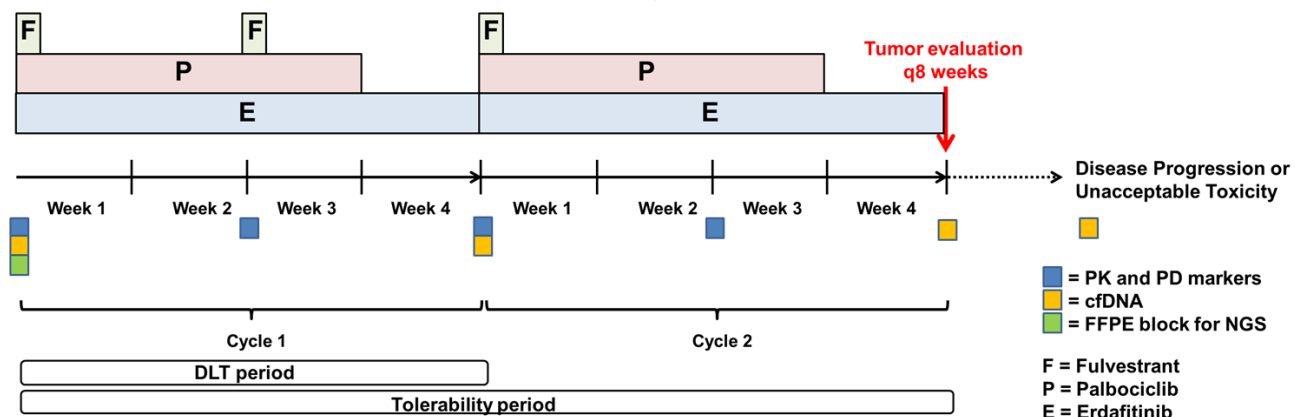 F
F
F
P
P
E
E
Tumor evaluation
q8 weeks
Disease Progression or
Unacceptable Toxicity
Week 1
Week 2
Week 3
Week 4
Week 1
Week 2
Week 3
Week 4
= PK and PD markers
= cfDNA
= FFPE block for NGS
Cycle 1
Cycle 2
DLT period
Tolerability period
F = Fulvestrant
P = Palbociclib
E = Erdafitinib